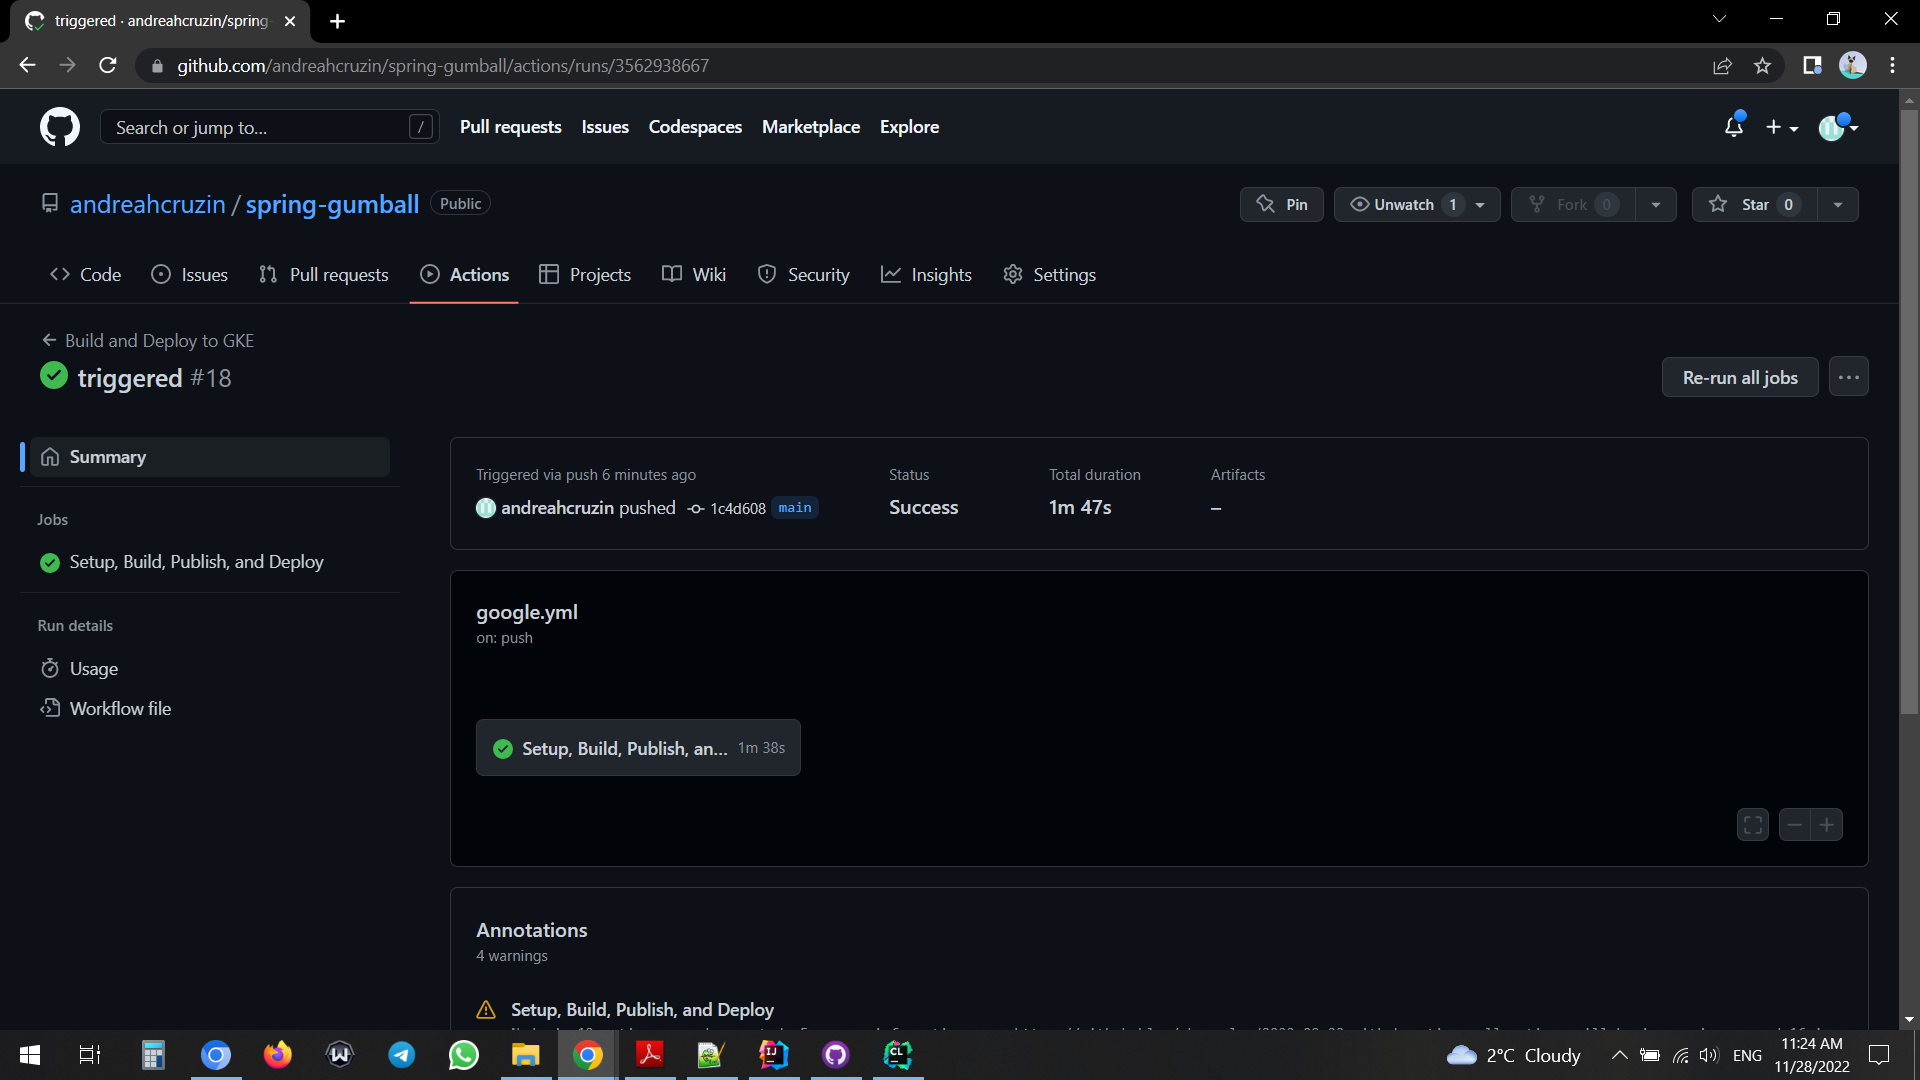 triggered · andreahcruzin/spring-
github.com/andreahcruzin/spring-gumball/actions/runs/3562938667
Search or jump to...
/
Pull requests
Issues
Codespaces
Marketplace
Explore
andreahcruzin / spring-gumball
Public
Pin
Unwatch 1
Fork 0
Star 0
Code
Issues
Pull requests
Actions
Projects
Wiki
Security
Insights
Settings
Build and Deploy to GKE
triggered #18
Re-run all jobs
Summary
Jobs
Setup, Build, Publish, and Deploy
Run details
Usage
Workflow file
Triggered via push 6 minutes ago
andreahcruzin pushed 1c4d608 main
Status
Success
Total duration
1m 47s
Artifacts
–
google.yml
on: push
Setup, Build, Publish, an... 1m 38s
Annotations
4 warnings
Setup, Build, Publish, and Deploy
W
IJ
CL
2°C Cloudy
ENG
11:24 AM
11/28/2022